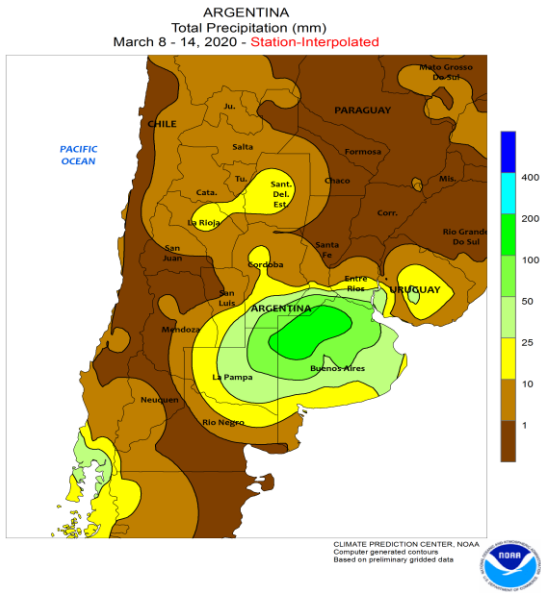 ARGENTINA
Total Precipitation (mm)
March 8 - 14, 2020 - Station-Interpolated
Mato Grosso
Do Sul
Ju.
PARAGUAY
CHILE
PACIFIC
OCEAN
Salta
Formosa
Tu.
Sant.
Del.
Est.
Chaco
Mis.
Cata.
La Rioja
Corr.
Rio Grande
Do Sul
San
Juan
Santa
Fe
Cordoba
Entre
Rios
URUGUAY
San
Luis
ARGENTINA
Mendoza
Buenos Aires
La Pampa
Neuquen
Rio Negro
400
200
100
50
25
10
1
CLIMATE PREDICTION CENTER, NOAA
Computer generated contours
Based on preliminary gridded data
NOAA